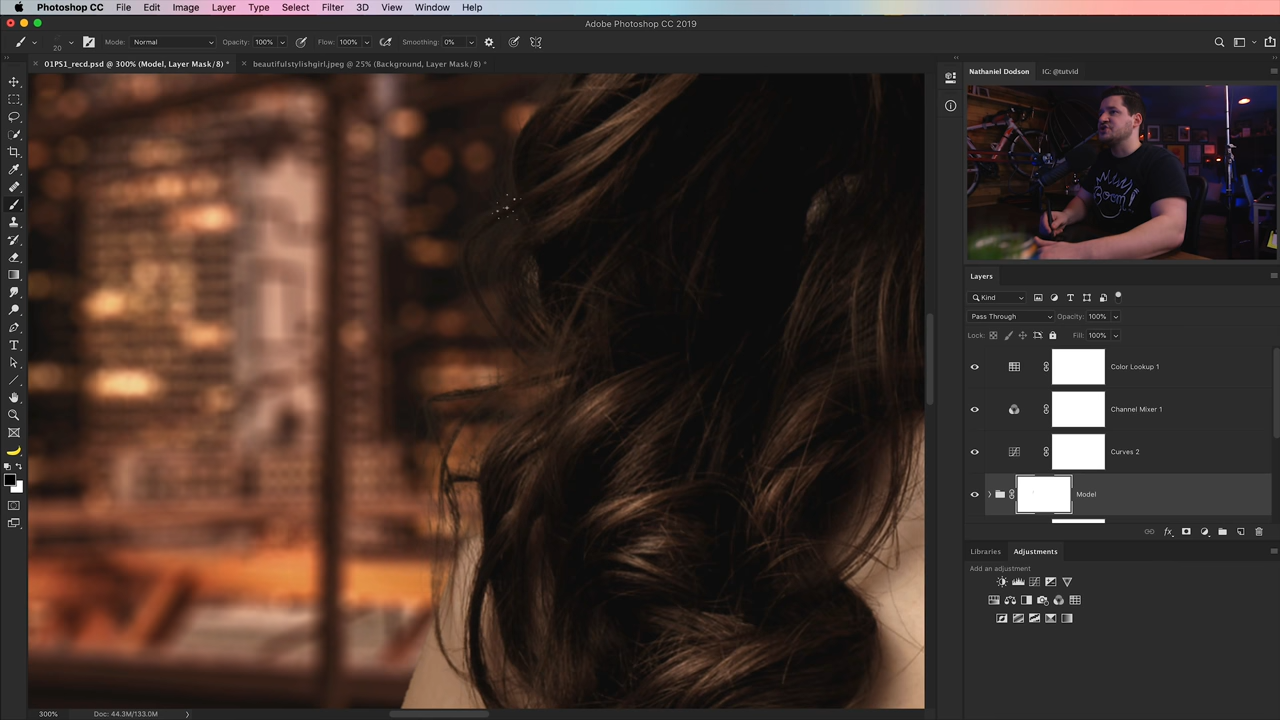 Photoshop CC File Edit Image Layer Type Select Filter 3D View Window Help
Adobe Photoshop CC 2019
20 Mode: Normal Opacity: 100% Flow: 100% Smoothing: 0%
01PS1_recd.psd @ 300% (Model, Layer Mask/8) * beautifulstylishgirl.jpeg @ 25% (Background, Layer Mask/8) *
Nathaniel Dodson IG: @tutvid
Boom!
Layers
Kind
Pass Through Opacity: 100%
Lock: Fill: 100%
Color Lookup 1
Channel Mixer 1
Curves 2
Model
fx
Libraries Adjustments
Add an adjustment
300% Doc: 44.3M/133.0M